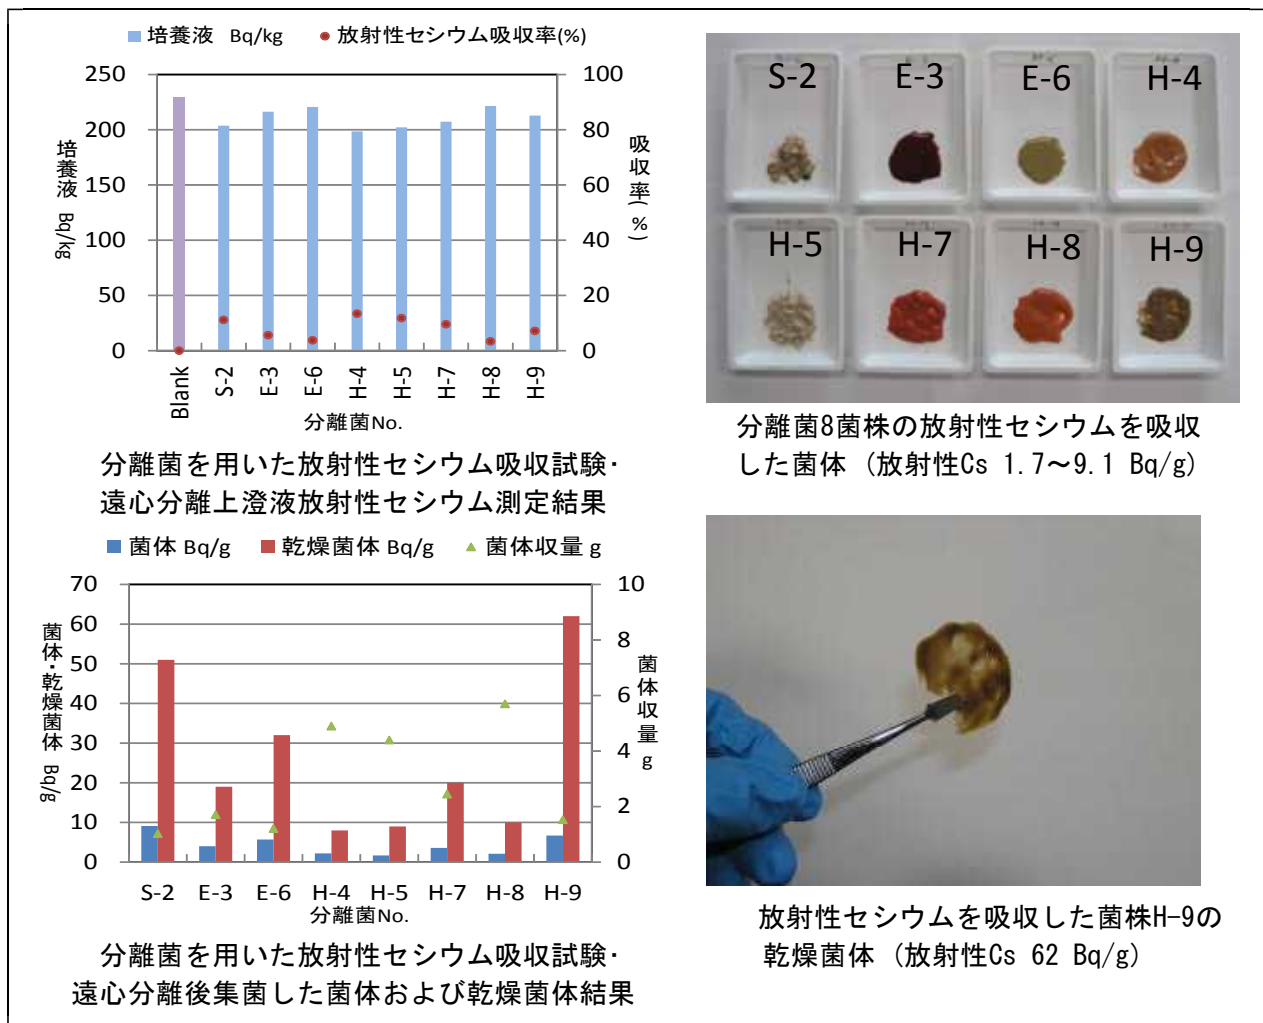 培養液 Bq/kg
放射性セシウム吸収率(%)
250
200
150
100
50
0
培養液 Bq/kg
100
80
60
40
20
0
吸収率(%)
Blank
S-2
E-3
E-6
H-4
H-5
H-7
H-8
H-9
分離菌No.
分離菌を用いた放射性セシウム吸収試験・
遠心分離上澄液放射性セシウム測定結果
S-2
E-3
E-6
H-4
H-5
H-7
H-8
H-9
分離菌8菌株の放射性セシウムを吸収
した菌体 (放射性Cs 1.7～9.1 Bq/g)
菌体 Bq/g
乾燥菌体 Bq/g
菌体収量 g
70
60
50
40
30
20
10
0
菌体・乾燥菌体 Bq/g
10
8
6
4
2
0
菌体収量 g
S-2
E-3
E-6
H-4
H-5
H-7
H-8
H-9
分離菌No.
分離菌を用いた放射性セシウム吸収試験・
遠心分離後集菌した菌体および乾燥菌体結果
放射性セシウムを吸収した菌株H-9の
乾燥菌体 (放射性Cs 62 Bq/g)